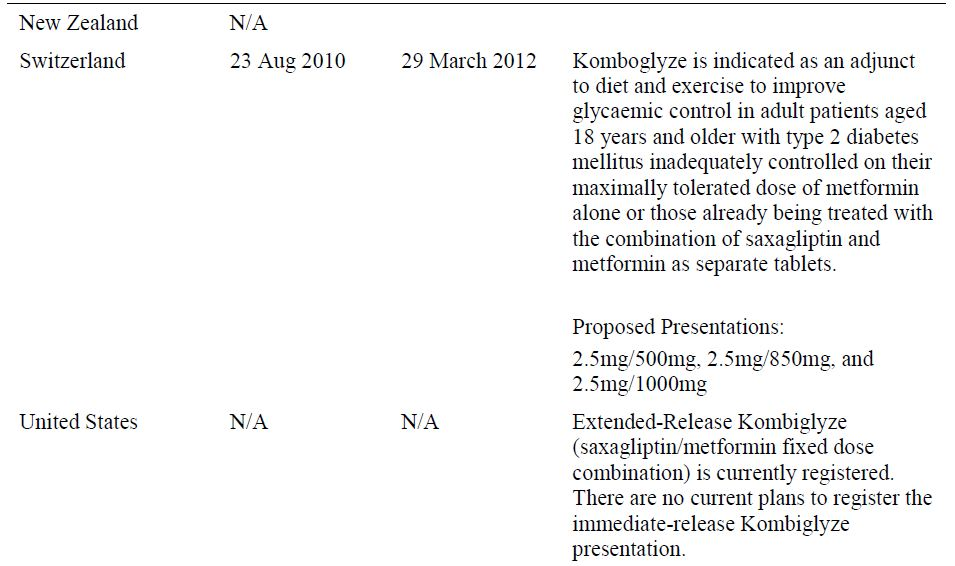 New Zealand N/A
Switzerland 23 Aug 2010 29 March 2012 Komboglyze is indicated as an adjunct
to diet and exercise to improve
glycaemic control in adult patients aged
18 years and older with type 2 diabetes
mellitus inadequately controlled on their
maximally tolerated dose of metformin
alone or those already being treated with
the combination of saxagliptin and
metformin as separate tablets.
Proposed Presentations:
2.5mg/500mg, 2.5mg/850mg, and
2.5mg/1000mg
United States N/A N/A Extended-Release Kombiglyze
(saxagliptin/metformin fixed dose
combination) is currently registered.
There are no current plans to register the
immediate-release Kombiglyze
presentation.